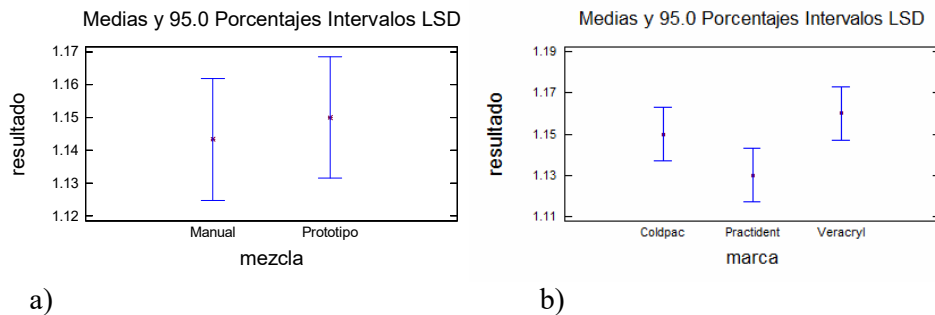 Medias y 95.0 Porcentajes Intervalos LSD
1.17
1.16
1.15
1.14
1.13
1.12
resultado
Manual
Prototipo
mezcla
a)
Medias y 95.0 Porcentajes Intervalos LSD
1.19
1.17
1.15
1.13
1.11
resultado
Coldpac
Practident
Veracryl
marca
b)